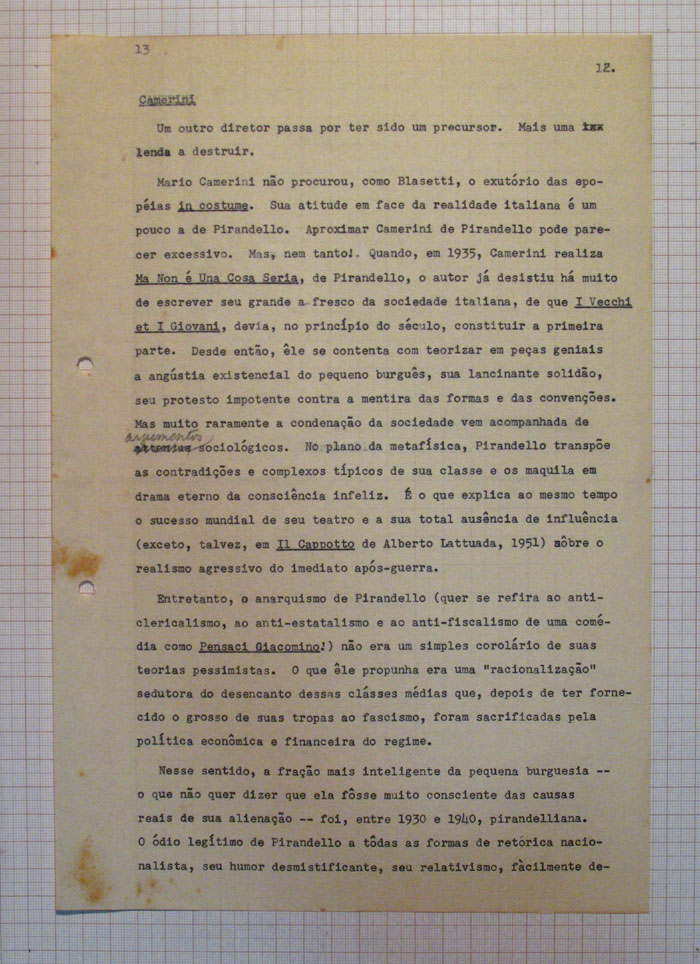 13
12.
Camerini
Um outro diretor passa por ter sido um precursor. Mais uma
lenda a destruir.
Mario Camerini não procurou, como Blasetti, o exutório das epo-
péias in costume. Sua atitude em face da realidade italiana é um
pouco a de Pirandello. Aproximar Camerini de Pirandello pode pare-
cer excessivo. Mas, nem tanto!. Quando, em 1935, Camerini realiza
Ma Non é Una Cosa Seria, de Pirandello, o autor já desistiu há muito
de escrever seu grande a-fresco da sociedade italiana, de que I Vecchi
et I Giovani, devia, no princípio do século, constituir a primeira
parte. Desde então, êle se contenta com teorizar em peças geniais
a angústia existencial do pequeno burguês, sua lancinante solidão,
seu protesto impotente contra a mentira das formas e das convenções.
Mas muito raramente a condenação da sociedade vem acompanhada de
argumentos
sociológicos. No plano da metafísica, Pirandello transpõe
as contradições e complexos típicos de sua classe e os maquila em
drama eterno da consciência infeliz. É o que explica ao mesmo tempo
o sucesso mundial de seu teatro e a sua total ausência de influência
(exceto, talvez, em Il Cappotto de Alberto Lattuada, 1951) sôbre o
realismo agressivo do imediato após-guerra.
Entretanto, o anarquismo de Pirandello (quer se refira ao anti-
clericalismo, ao anti-estatalismo e ao anti-fiscalismo de uma comé-
dia como Pensaci Giacomino!) não era um simples corolário de suas
teorias pessimistas. O que êle propunha era uma "racionalização"
sedutora do desencanto dessas clásses médias que, depois de ter forne-
cido o grosso de suas tropas ao fascismo, foram sacrificadas pela
política econômica e financeira do regime.
Nesse sentido, a fração mais inteligente da pequena burguesia --
o que não quer dizer que ela fôsse muito consciente das causas
reais de sua alienação -- foi, entre 1930 e 1940, pirandelliana.
O ódio legítimo de Pirandello a tôdas as formas de retórica nacio-
nalista, seu humor desmistificante, seu relativismo, fàcilmente de-